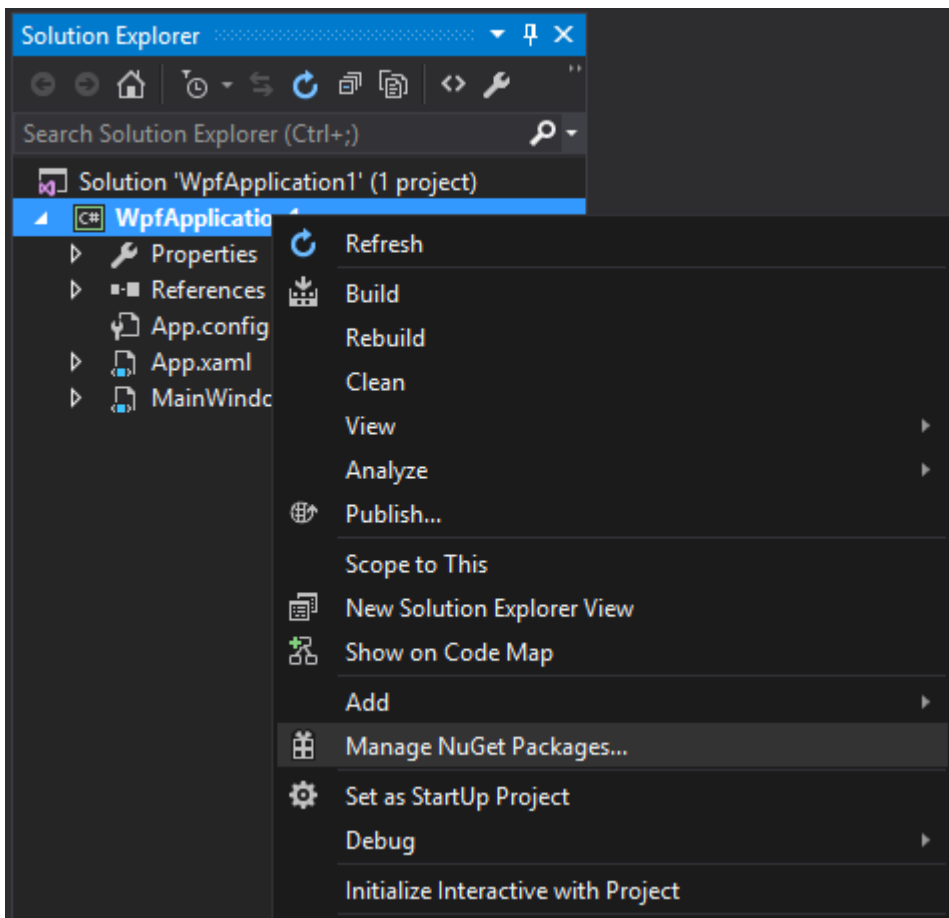 Solution Explorer
Search Solution Explorer (Ctrl+;)
Solution 'WpfApplication1' (1 project)
C# WpfApplicatio
Properties
References
App.config
App.xaml
MainWindc
Refresh
Build
Rebuild
Clean
View
Analyze
Publish...
Scope to This
New Solution Explorer View
Show on Code Map
Add
Manage NuGet Packages...
Set as StartUp Project
Debug
Initialize Interactive with Project